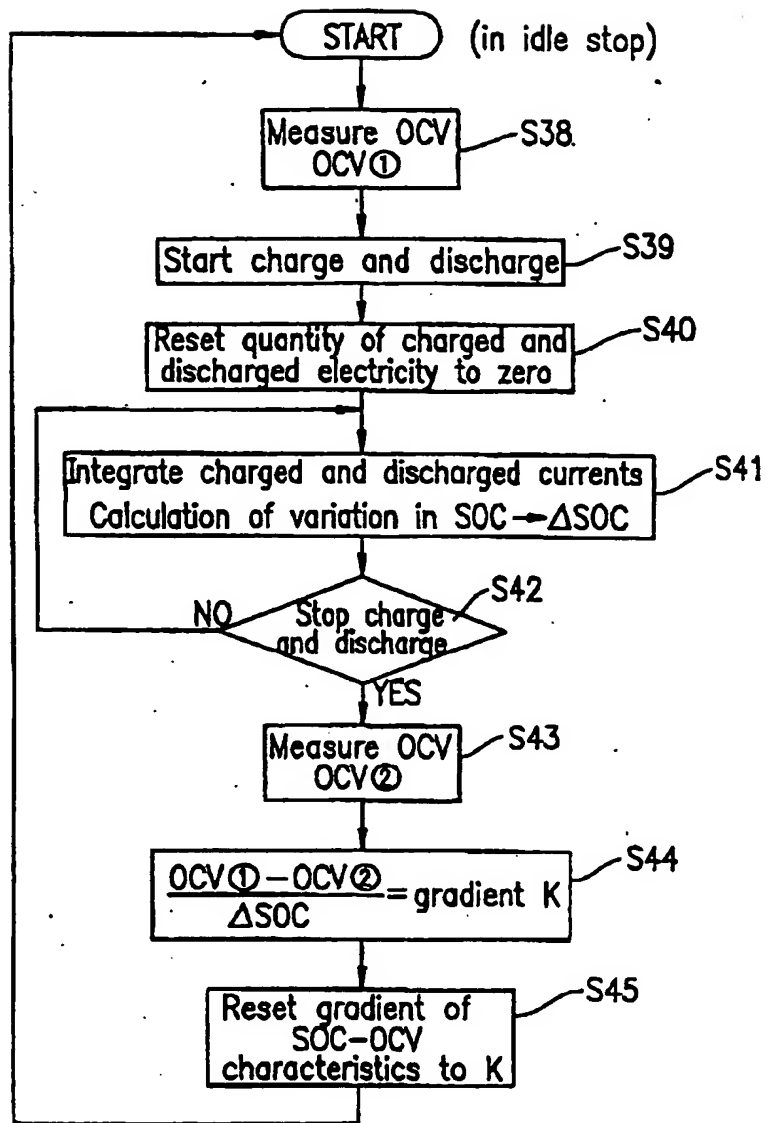 START (in idle stop)
Measure OCV
OCV①
S38
Start charge and discharge
S39
Reset quantity of charged and
discharged electricity to zero
S40
Integrate charged and discharged currents
Calculation of variation in SOC→ΔSOC
S41
NO
Stop charge
and discharge
S42
YES
Measure OCV
OCV②
S43
OCV①-OCV②
ΔSOC
=gradient K
S44
Reset gradient of
SOC-OCV
characteristics to K
S45